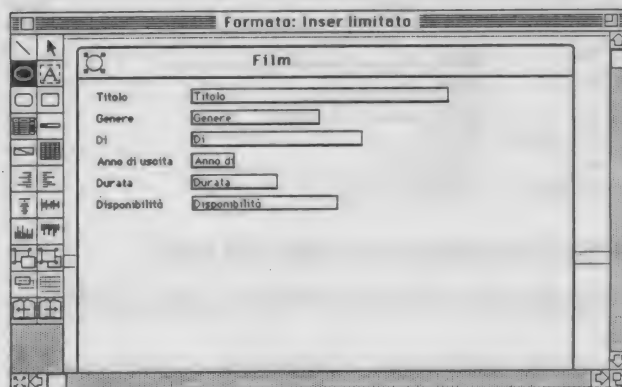 Formato: Inser limitato
Film
Titolo Titolo
Genere Genere
Di Di
Anno di uscita Anno di
Durata Durata
Disponibilità Disponibilità